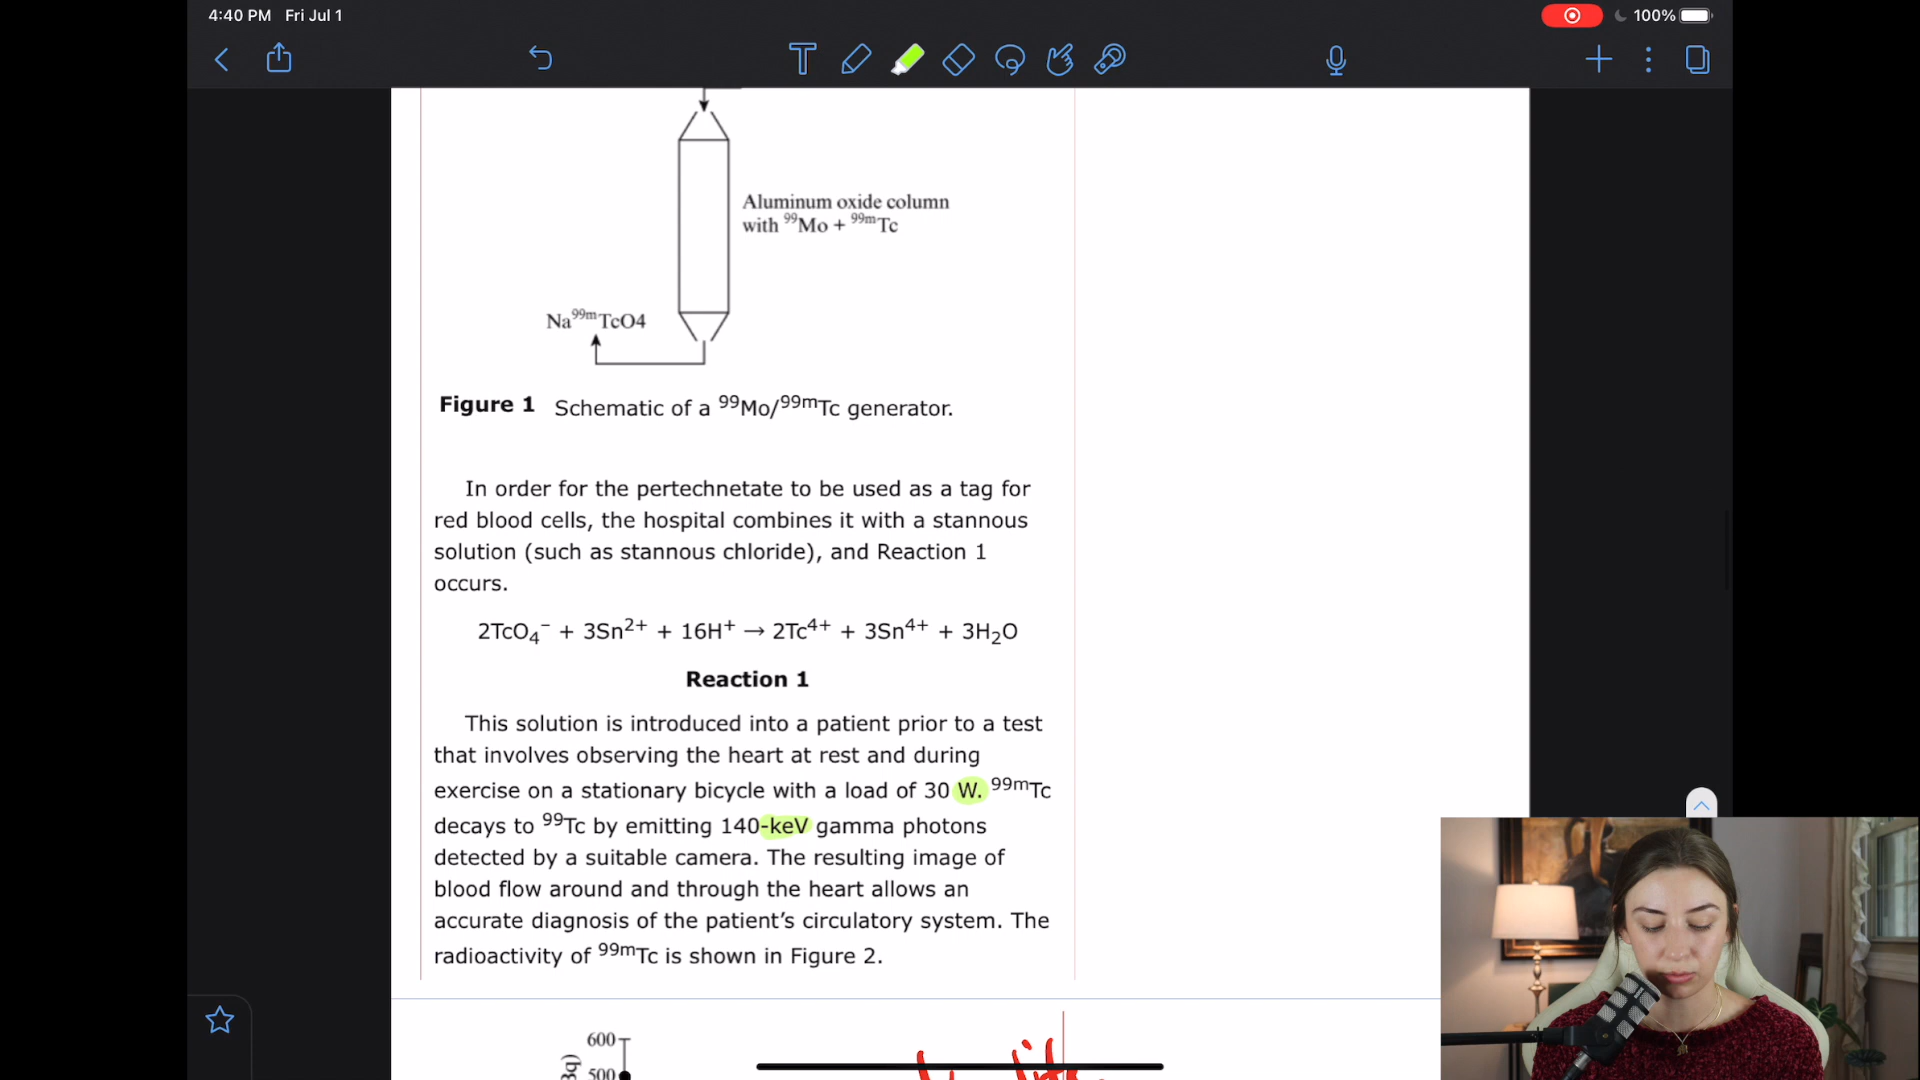 4:40 PM Fri Jul 1
100%
Aluminum oxide column
with ⁹⁹Mo + ⁹⁹ᵐTc
Na⁹⁹ᵐTcO4
Figure 1 Schematic of a ⁹⁹Mo/⁹⁹ᵐTc generator.
In order for the pertechnetate to be used as a tag for
red blood cells, the hospital combines it with a stannous
solution (such as stannous chloride), and Reaction 1
occurs.
2TcO₄⁻ + 3Sn²⁺ + 16H⁺ → 2Tc⁴⁺ + 3Sn⁴⁺ + 3H₂O
Reaction 1
This solution is introduced into a patient prior to a test
that involves observing the heart at rest and during
exercise on a stationary bicycle with a load of 30 W. ⁹⁹ᵐTc
decays to ⁹⁹Tc by emitting 140-keV gamma photons
detected by a suitable camera. The resulting image of
blood flow around and through the heart allows an
accurate diagnosis of the patient's circulatory system. The
radioactivity of ⁹⁹ᵐTc is shown in Figure 2.
600
500